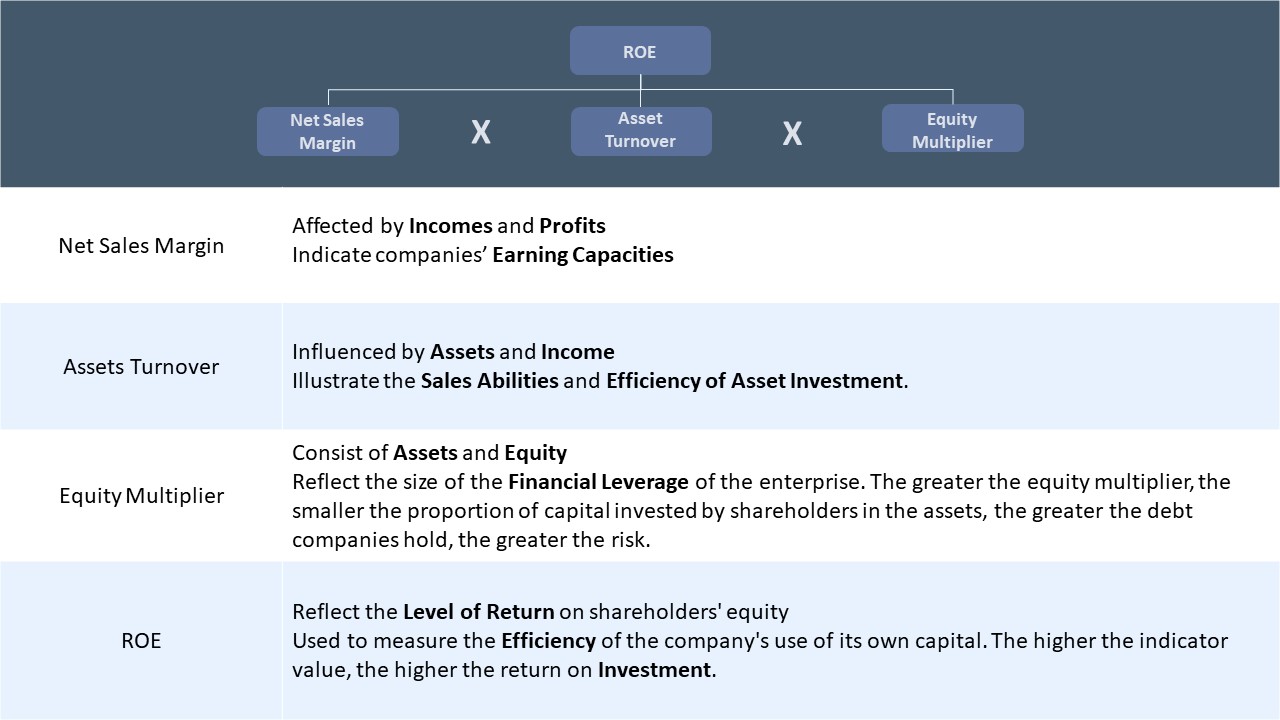 ROE
Net Sales
Margin
X
Asset
Turnover
X
Equity
Multiplier
Net Sales Margin
Affected by Incomes and Profits
Indicate companies’ Earning Capacities
Assets Turnover
Influenced by Assets and Income
Illustrate the Sales Abilities and Efficiency of Asset Investment.
Equity Multiplier
Consist of Assets and Equity
Reflect the size of the Financial Leverage of the enterprise. The greater the equity multiplier, the
smaller the proportion of capital invested by shareholders in the assets, the greater the debt
companies hold, the greater the risk.
ROE
Reflect the Level of Return on shareholders' equity
Used to measure the Efficiency of the company's use of its own capital. The higher the indicator
value, the higher the return on Investment.